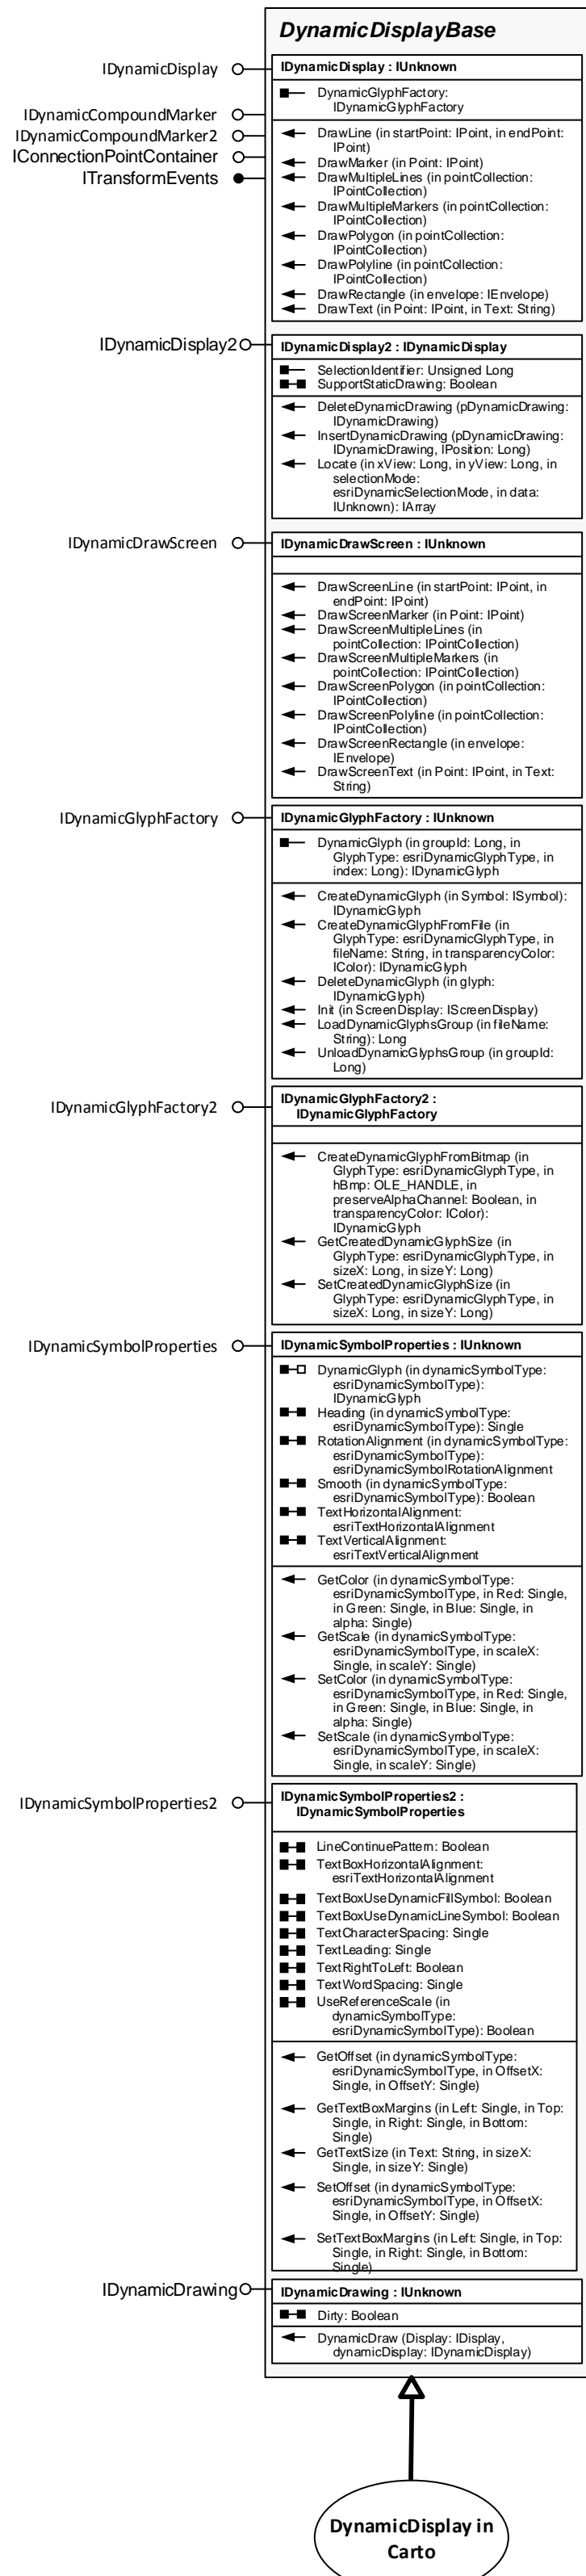 DynamicDisplayBase
IDynamicDisplay
IDynamicCompoundMarker
IDynamicCompoundMarker2
IConnectionPointContainer
ITransformEvents
IDynamicDisplay : IUnknown
DynamicGlyphFactory:
IDynamicGlyphFactory
DrawLine (in startPoint: IPoint, in endPoint:
IPoint)
DrawMarker (in Point: IPoint)
DrawMultipleLines (in pointCollection:
IPointCollection)
DrawMultipleMarkers (in pointCollection:
IPointCollection)
DrawPolygon (in pointCollection:
IPointCollection)
DrawPolyline (in pointCollection:
IPointCollection)
DrawRectangle (in envelope: IEnvelope)
DrawText (in Point: IPoint, in Text: String)
IDynamicDisplay2
IDynamicDisplay2 : IDynamicDisplay
SelectionIdentifier: Unsigned Long
SupportStaticDrawing: Boolean
DeleteDynamicDrawing (pDynamicDrawing:
IDynamicDrawing)
InsertDynamicDrawing (pDynamicDrawing:
IDynamicDrawing, lPosition: Long)
Locate (in xView: Long, in yView: Long, in
selectionMode:
esriDynamicSelectionMode, in data:
IUnknown): IArray
IDynamicDrawScreen
IDynamicDrawScreen : IUnknown
DrawScreenLine (in startPoint: IPoint, in
endPoint: IPoint)
DrawScreenMarker (in Point: IPoint)
DrawScreenMultipleLines (in
pointCollection: IPointCollection)
DrawScreenMultipleMarkers (in
pointCollection: IPointCollection)
DrawScreenPolygon (in pointCollection:
IPointCollection)
DrawScreenPolyline (in pointCollection:
IPointCollection)
DrawScreenRectangle (in envelope:
IEnvelope)
DrawScreenText (in Point: IPoint, in Text:
String)
IDynamicGlyphFactory
IDynamicGlyphFactory : IUnknown
DynamicGlyph (in groupId: Long, in
GlyphType: esriDynamicGlyphType, in
index: Long): IDynamicGlyph
CreateDynamicGlyph (in Symbol: ISymbol):
IDynamicGlyph
CreateDynamicGlyphFromFile (in
GlyphType: esriDynamicGlyphType, in
fileName: String, in transparencyColor:
IColor): IDynamicGlyph
DeleteDynamicGlyph (in glyph:
IDynamicGlyph)
Init (in ScreenDisplay: IScreenDisplay)
LoadDynamicGlyphsGroup (in fileName:
String): Long
UnloadDynamicGlyphsGroup (in groupId:
Long)
IDynamicGlyphFactory2
IDynamicGlyphFactory2 :
IDynamicGlyphFactory
CreateDynamicGlyphFromBitmap (in
GlyphType: esriDynamicGlyphType, in
hBmp: OLE_HANDLE, in
preserveAlphaChannel: Boolean, in
transparencyColor: IColor):
IDynamicGlyph
GetCreatedDynamicGlyphSize (in
GlyphType: esriDynamicGlyphType, in
sizeX: Long, in sizeY: Long)
SetCreatedDynamicGlyphSize (in
GlyphType: esriDynamicGlyphType, in
sizeX: Long, in sizeY: Long)
IDynamicSymbolProperties
IDynamicSymbolProperties : IUnknown
DynamicGlyph (in dynamicSymbolType:
esriDynamicSymbolType):
IDynamicGlyph
Heading (in dynamicSymbolType:
esriDynamicSymbolType): Single
RotationAlignment (in dynamicSymbolType:
esriDynamicSymbolType):
esriDynamicSymbolRotationAlignment
Smooth (in dynamicSymbolType:
esriDynamicSymbolType): Boolean
TextHorizontalAlignment:
esriTextHorizontalAlignment
TextVerticalAlignment:
esriTextVerticalAlignment
GetColor (in dynamicSymbolType:
esriDynamicSymbolType, in Red: Single,
in Green: Single, in Blue: Single, in
alpha: Single)
GetScale (in dynamicSymbolType:
esriDynamicSymbolType, in scaleX:
Single, in scaleY: Single)
SetColor (in dynamicSymbolType:
esriDynamicSymbolType, in Red: Single,
in Green: Single, in Blue: Single, in
alpha: Single)
SetScale (in dynamicSymbolType:
esriDynamicSymbolType, in scaleX:
Single, in scaleY: Single)
IDynamicSymbolProperties2
IDynamicSymbolProperties2 :
IDynamicSymbolProperties
LineContinuePattern: Boolean
TextBoxHorizontalAlignment:
esriTextHorizontalAlignment
TextBoxUseDynamicFillSymbol: Boolean
TextBoxUseDynamicLineSymbol: Boolean
TextCharacterSpacing: Single
TextLeading: Single
TextRightToLeft: Boolean
TextWordSpacing: Single
UseReferenceScale (in
dynamicSymbolType:
esriDynamicSymbolType): Boolean
GetOffset (in dynamicSymbolType:
esriDynamicSymbolType, in OffsetX:
Single, in OffsetY: Single)
GetTextBoxMargins (in Left: Single, in Top:
Single, in Right: Single, in Bottom:
Single)
GetTextSize (in Text: String, in sizeX:
Single, in sizeY: Single)
SetOffset (in dynamicSymbolType:
esriDynamicSymbolType, in OffsetX:
Single, in OffsetY: Single)
SetTextBoxMargins (in Left: Single, in Top:
Single, in Right: Single, in Bottom:
Single)
IDynamicDrawing
IDynamicDrawing : IUnknown
Dirty: Boolean
DynamicDraw (Display: IDisplay,
dynamicDisplay: IDynamicDisplay)
DynamicDisplay in
Carto